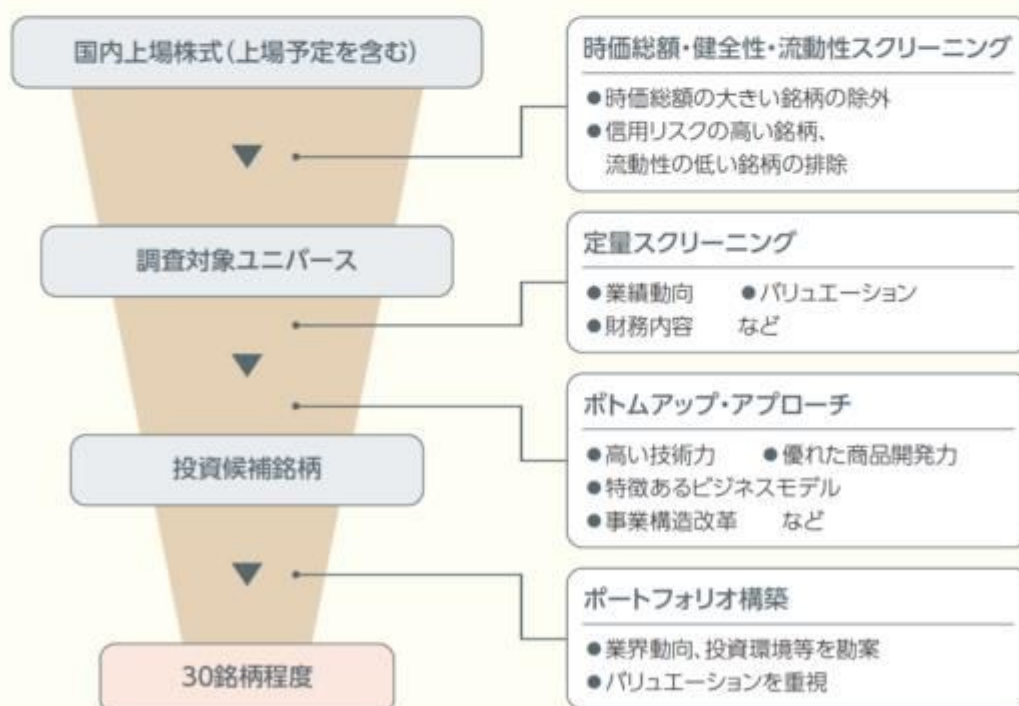 国内上場株式(上場予定を含む)
時価総額・健全性・流動性スクリーニング
●時価総額の大きい銘柄の除外
●信用リスクの高い銘柄、
流動性の低い銘柄の排除
調査対象ユニバース
定量スクリーニング
●業績動向 ●バリュエーション
●財務内容 など
ボトムアップ・アプローチ
●高い技術力 ●優れた商品開発力
●特徴あるビジネスモデル
●事業構造改革 など
投資候補銘柄
ポートフォリオ構築
●業界動向、投資環境等を勘案
●バリュエーションを重視
30銘柄程度